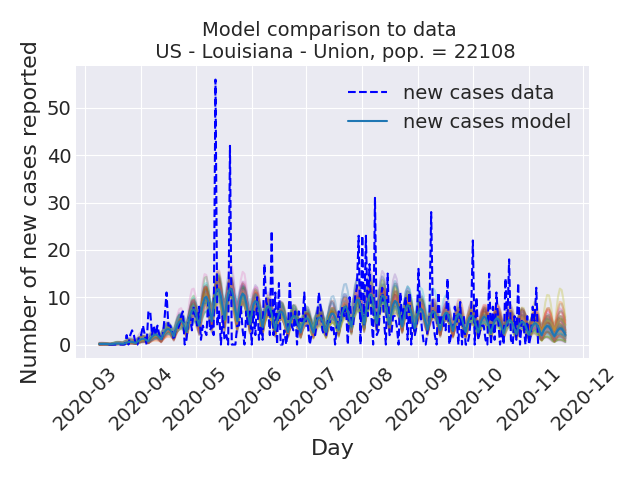 Model comparison to data
US - Louisiana - Union, pop. = 22108
Number of new cases reported
50
40
30
20
10
0
new cases data
new cases model
2020-03
2020-04
2020-05
2020-06
2020-07
2020-08
2020-09
2020-10
2020-11
2020-12
Day